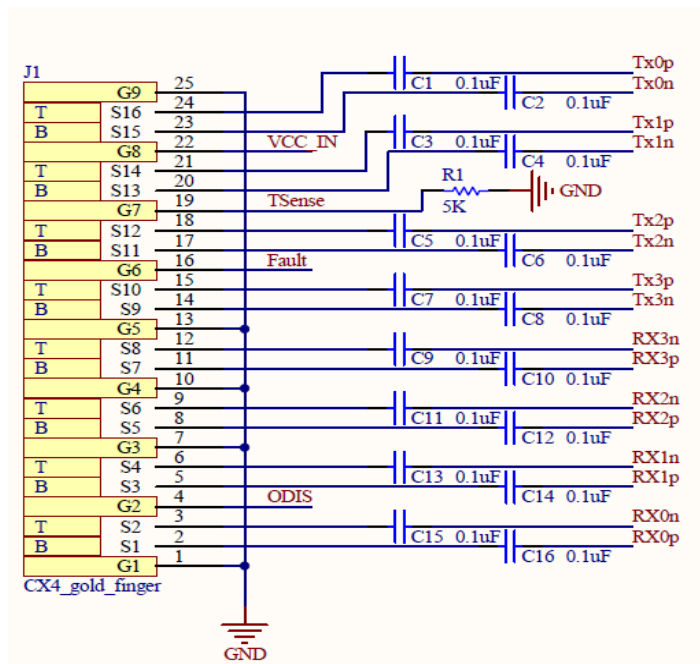 J1
G9 25
T S16 24
B S15 23
G8 22 VCC_IN
T S14 21
B S13 20
G7 19 TSense
T S12 18
B S11 17
G6 16 Fault
T S10 15
B S9 14
G5 13
T S8 12
B S7 11
G4 10
T S6 9
B S5 8
G3 7
T S4 6
B S3 5
G2 4 ODIS
T S2 3
B S1 2
G1 1
CX4_gold_finger
GND
C1 0.1uF Tx0p
C2 0.1uF Tx0n
C3 0.1uF Tx1p
C4 0.1uF Tx1n
R1
5K
GND
C5 0.1uF Tx2p
C6 0.1uF Tx2n
C7 0.1uF Tx3p
C8 0.1uF Tx3n
C9 0.1uF RX3n
C10 0.1uF RX3p
C11 0.1uF RX2n
C12 0.1uF RX2p
C13 0.1uF RX1n
C14 0.1uF RX1p
C15 0.1uF RX0n
C16 0.1uF RX0p